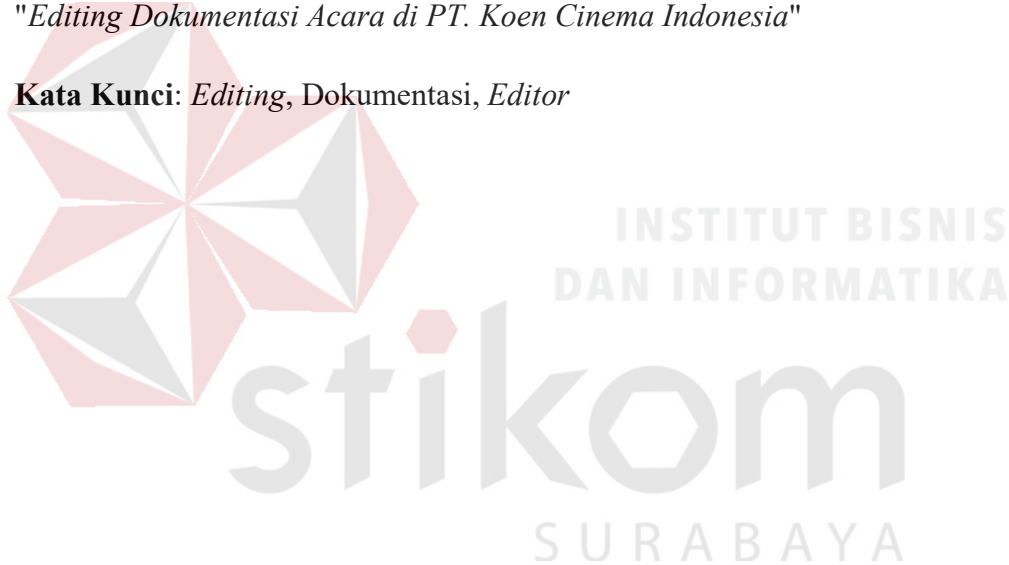 "Editing Dokumentasi Acara di PT. Koen Cinema Indonesia"
Kata Kunci: Editing, Dokumentasi, Editor
INSTITUT BISNIS
DAN INFORMATIKA
stikom
SURABAYA